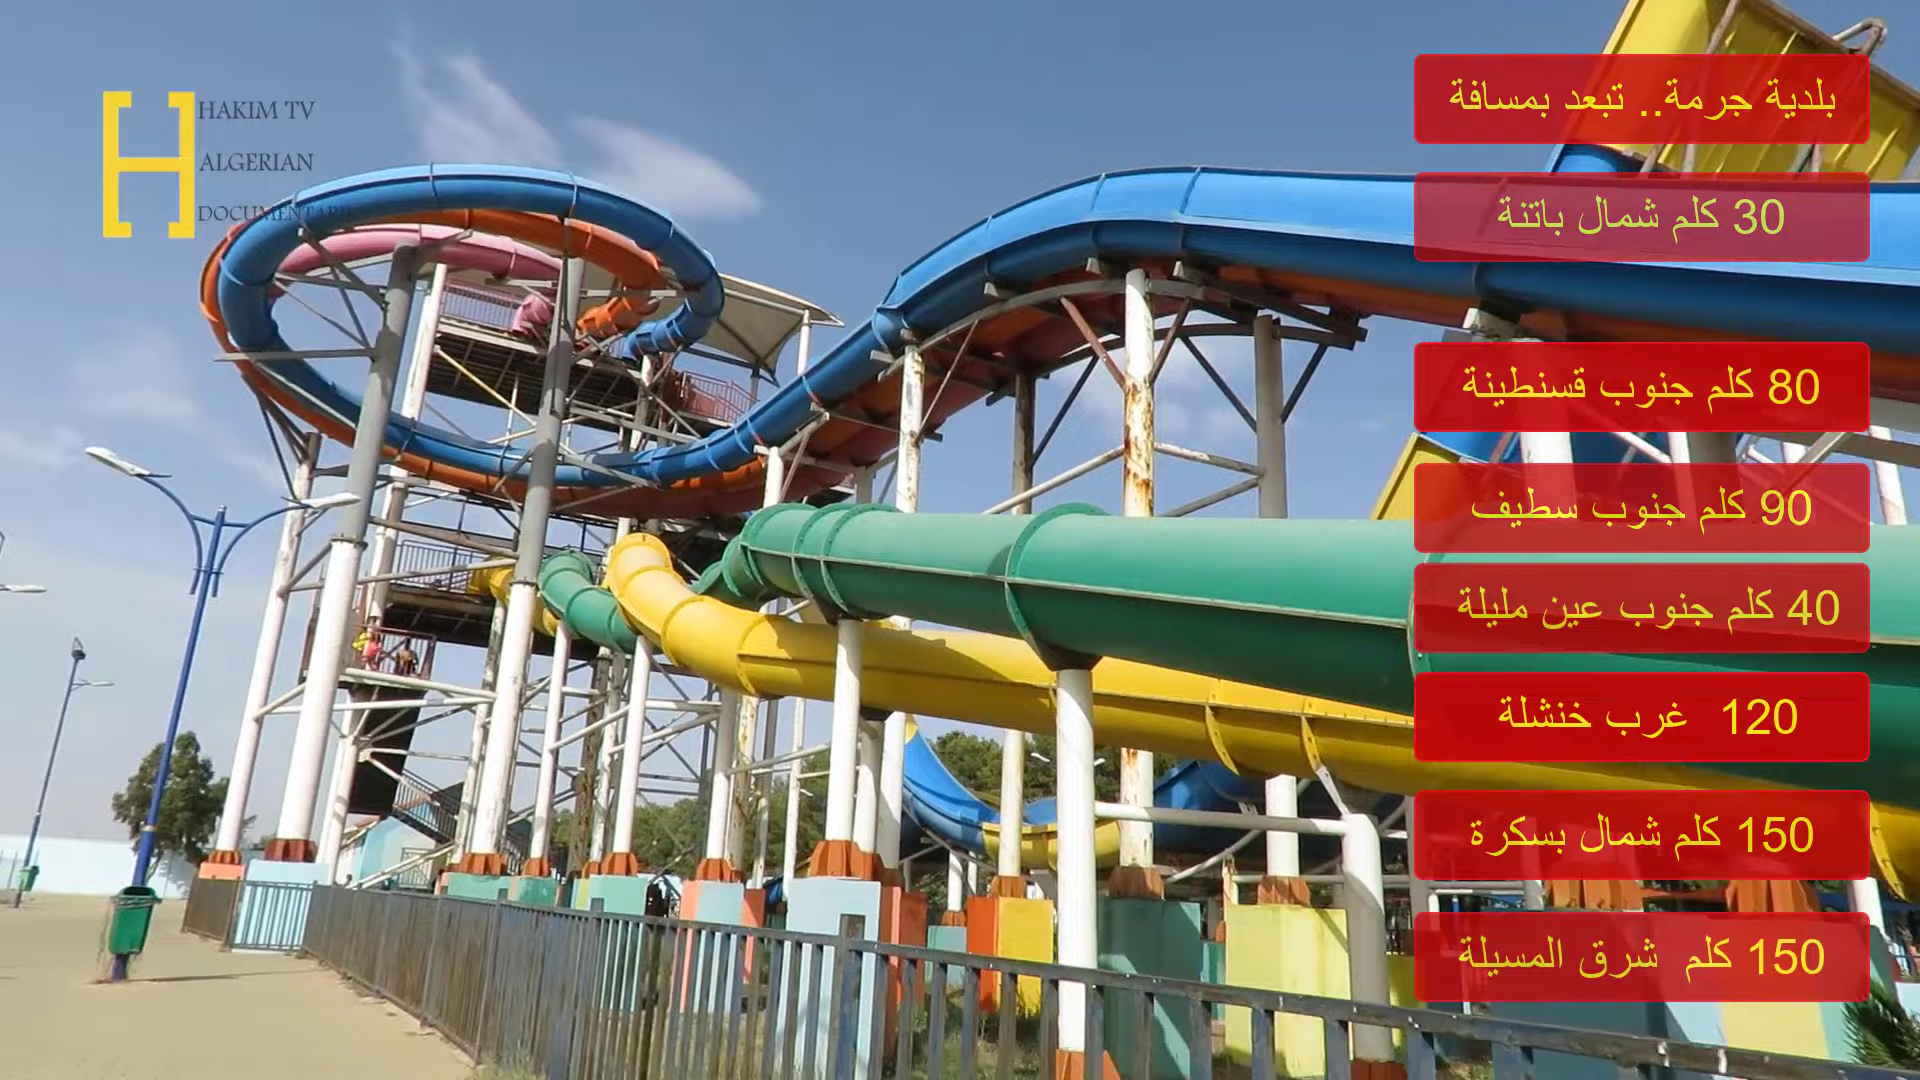 HAKIM TV
ALGERIAN
DOCUMENTARY
بلدية جرمة.. تبعد بمسافة
30 كلم شمال باتنة
80 كلم جنوب قسنطينة
90 كلم جنوب سطيف
40 كلم جنوب عين مليلة
120 غرب خنشلة
150 كلم شمال بسكرة
150 كلم شرق المسيلة